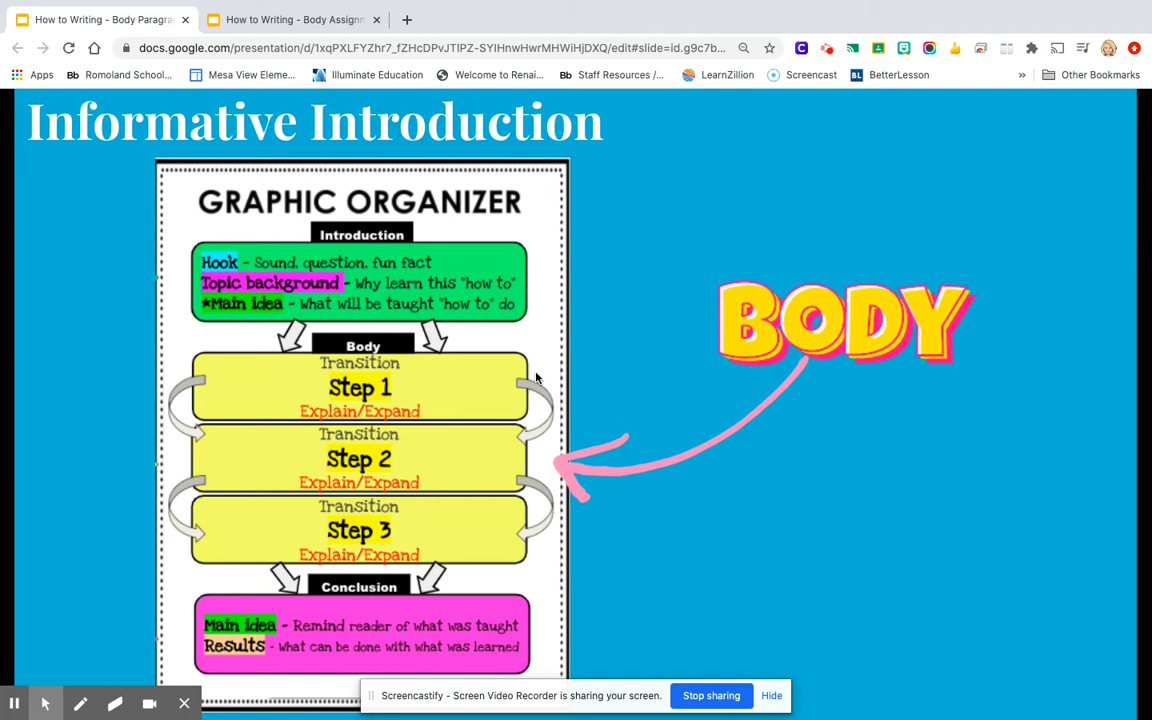 How to Writing - Body Paragra
How to Writing - Body Assignm
docs.google.com/presentation/d/1xqPXLFYZhr7_fZHcDPvJTlPZ-SYIHnwHwrMHWiHjDXQ/edit#slide=id.g9c7b...
Apps
Bb Romoland School...
Mesa View Eleme...
Illuminate Education
Welcome to Renai...
Bb Staff Resources /...
LearnZillion
Screencast
BL BetterLesson
»
Other Bookmarks
Informative Introduction
GRAPHIC ORGANIZER
Introduction
Hook - Sound, question, fun fact
Topic background - Why learn this "how to"
★Main idea - What will be taught "how to" do
BODY
Body
Transition
Step 1
Explain/Expand
Transition
Step 2
Explain/Expand
Transition
Step 3
Explain/Expand
Conclusion
Main idea - Remind reader of what was taught
Results - What can be done with what was learned
Screencastify - Screen Video Recorder is sharing your screen.
Stop sharing
Hide